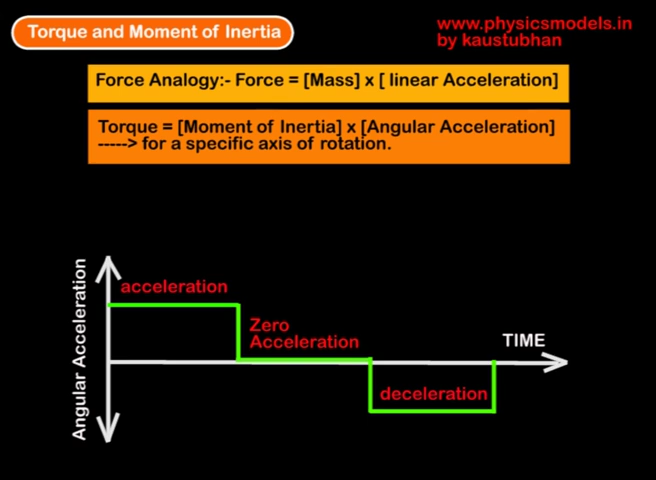 Torque and Moment of Inertia
www.physicsmodels.in
by kaustubhan
Force Analogy:- Force = [Mass] x [ linear Acceleration]
Torque = [Moment of Inertia] x [Angular Acceleration]
-----> for a specific axis of rotation.
Angular Acceleration
acceleration
Zero
Acceleration
TIME
deceleration